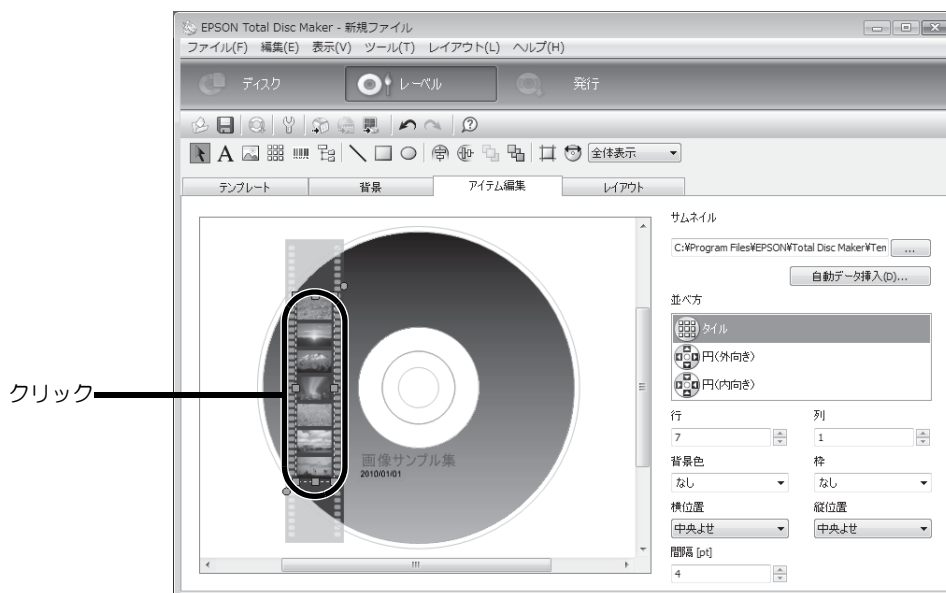 EPSON Total Disc Maker - 新規ファイル
ファイル(F) 編集(E) 表示(V) ツール(T) レイアウト(L) ヘルプ(H)
ディスク レーベル 発行
全体表示
テンプレート 背景 アイテム編集 レイアウト
サムネイル
C:¥Program Files¥EPSON¥Total Disc Maker¥Ten ...
自動データ挿入(D)...
並べ方
タイル
円(外向き)
円(内向き)
クリック
行 列
7 1
背景色 枠
なし なし
横位置 縦位置
中央よせ 中央よせ
間隔 [pt]
4
画像サンプル集
2010/01/01